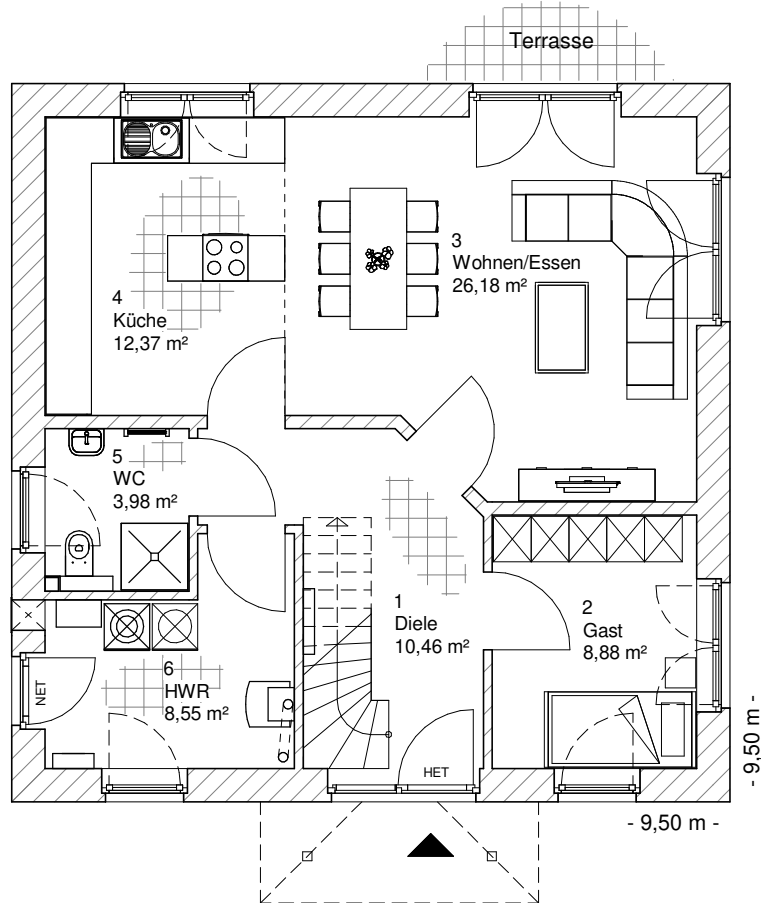 Terrasse
3
Wohnen/Essen
26,18 m²
4
Küche
12,37 m²
5
WC
3,98 m²
1
Diele
10,46 m²
2
Gast
8,88 m²
6
HWR
8,55 m²
NET
HET
- 9,50 m -
- 9,50 m -